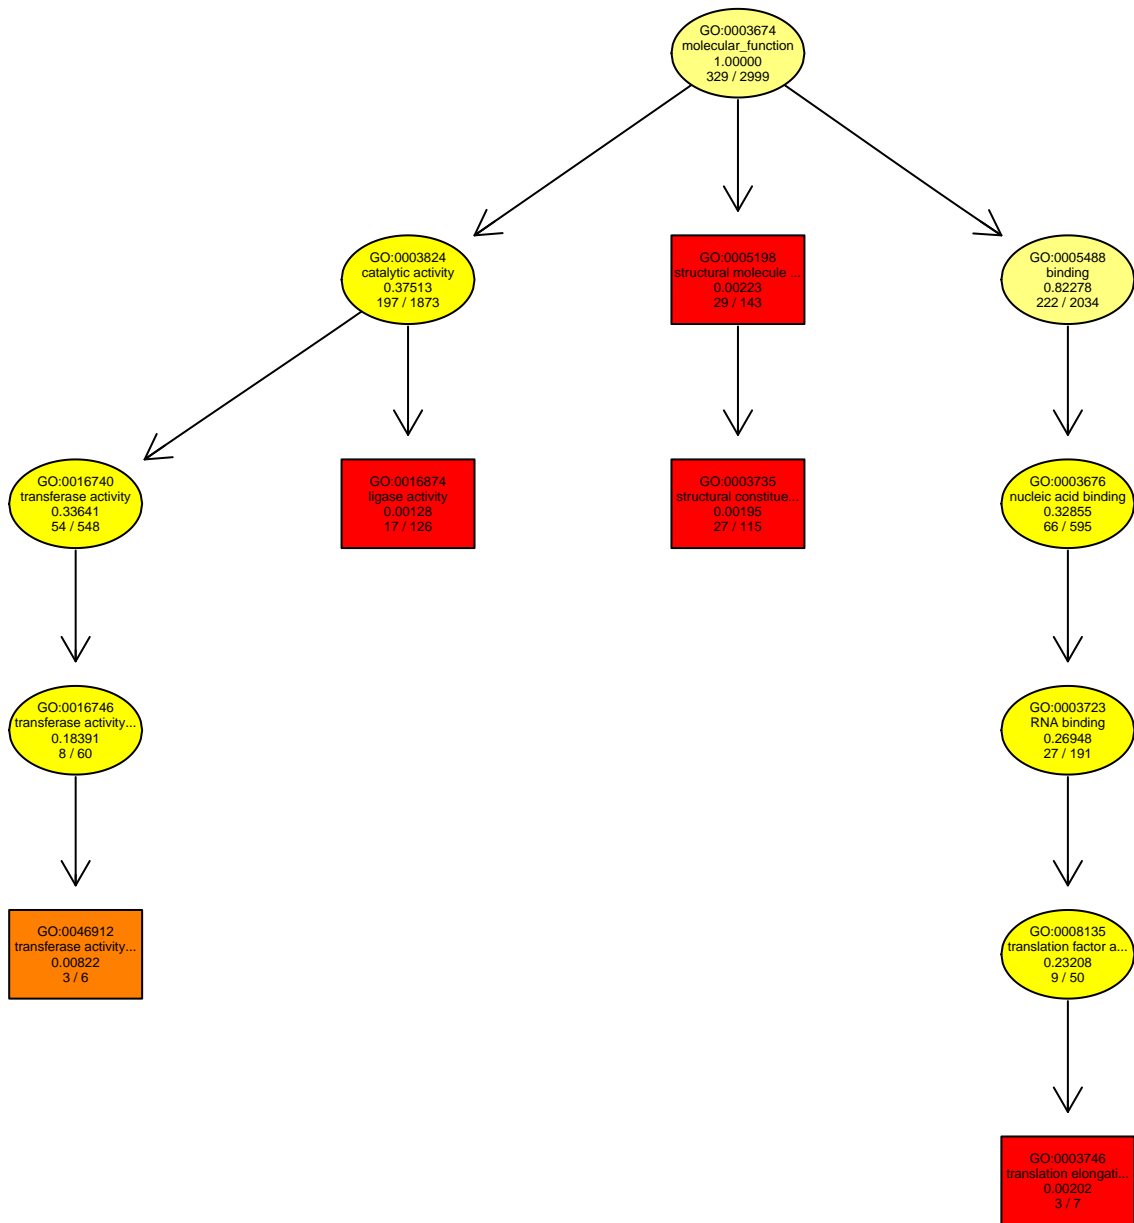 GO:0003674
molecular_function
1.00000
329 / 2999
GO:0003824
catalytic activity
0.37513
197 / 1873
GO:0005198
structural molecule ...
0.00223
29 / 143
GO:0005488
binding
0.82278
222 / 2034
GO:0016740
transferase activity
0.33641
54 / 548
GO:0016874
ligase activity
0.00128
17 / 126
GO:0003735
structural constitue...
0.00195
27 / 115
GO:0003676
nucleic acid binding
0.32855
66 / 595
GO:0016746
transferase activity...
0.18391
8 / 60
GO:0003723
RNA binding
0.26948
27 / 191
GO:0046912
transferase activity...
0.00822
3 / 6
GO:0008135
translation factor a...
0.23208
9 / 50
GO:0003746
translation elongati...
0.00202
3 / 7